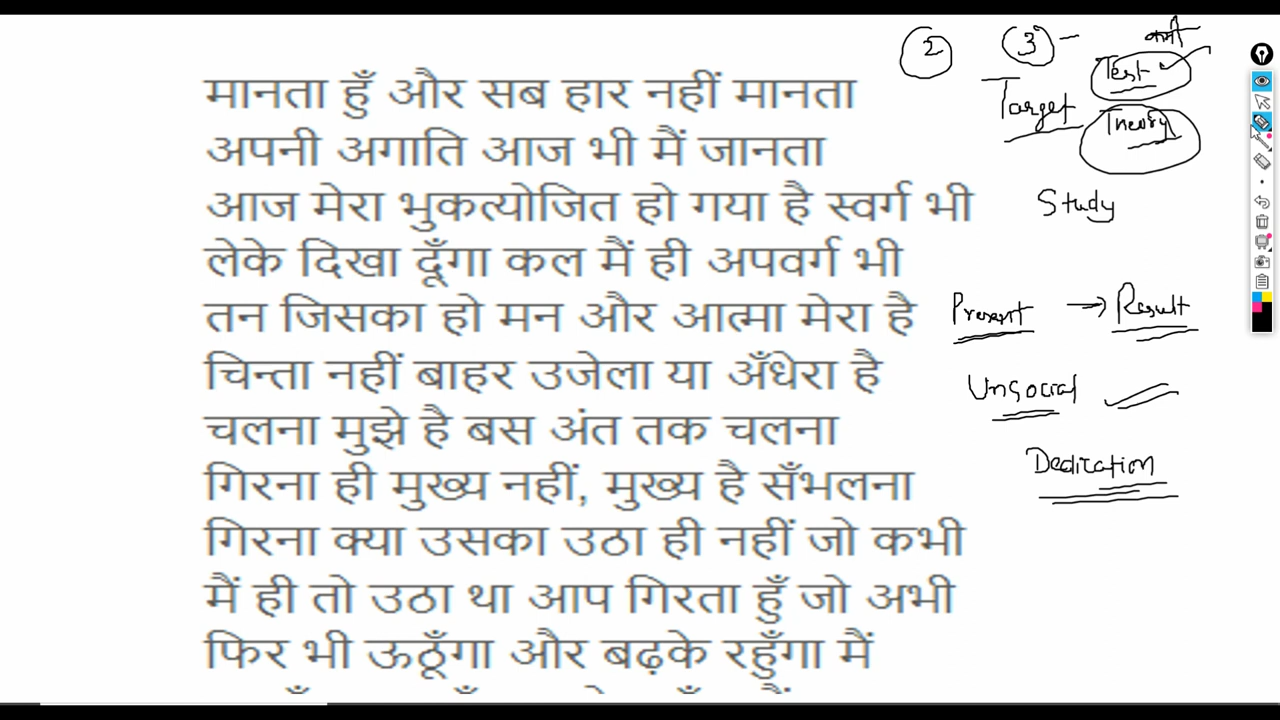 मानता हुँ और सब हार नहीं मानता
अपनी अगाति आज भी मैं जानता
आज मेरा भुकत्योजित हो गया है स्वर्ग भी
लेके दिखा दूँगा कल मैं ही अपवर्ग भी
तन जिसका हो मन और आत्मा मेरा है
चिन्ता नहीं बाहर उजेला या अँधेरा है
चलना मुझे है बस अंत तक चलना
गिरना ही मुख्य नहीं, मुख्य है सँभलना
गिरना क्या उसका उठा ही नहीं जो कभी
मैं ही तो उठा था आप गिरता हुँ जो अभी
फिर भी ऊठूँगा और बढ़के रहुँगा मैं
2 3
Test
Target
Theory
Study
Present → Result
Unsocial
Dedication